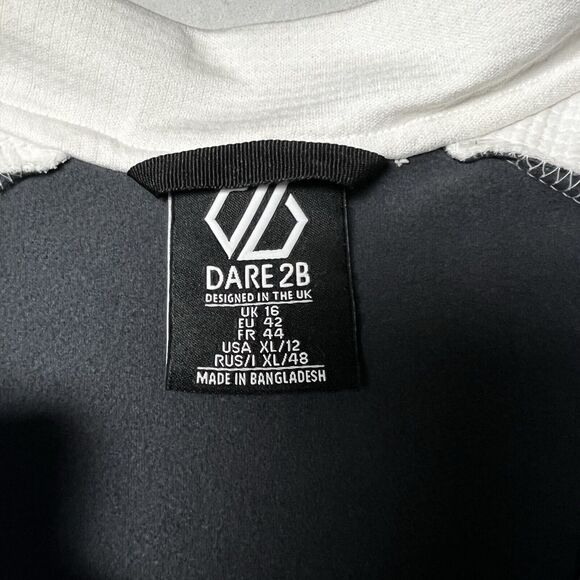 DARE 2B
DESIGNED IN THE UK
UK 16
EU 42
FR 44
USA XL/12
RUS/I XL/48
MADE IN BANGLADESH